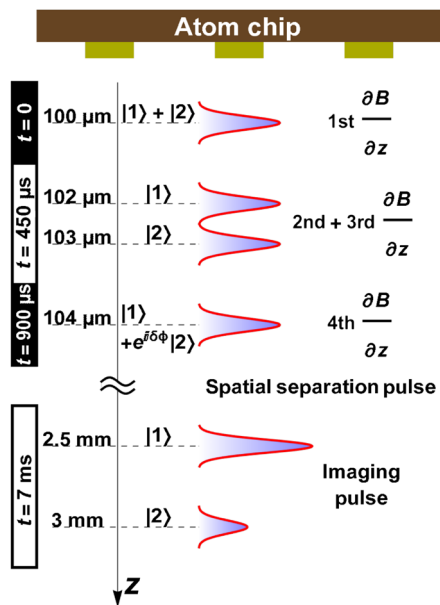 Atom chip
t = 0
100 µm |1⟩ + |2⟩
1st ∂B/∂z
t = 450 µs
102 µm |1⟩
103 µm |2⟩
2nd + 3rd ∂B/∂z
t = 900 µs
104 µm |1⟩
+e^{iδϕ}|2⟩
4th ∂B/∂z
Spatial separation pulse
t = 7 ms
2.5 mm |1⟩
Imaging
pulse
3 mm |2⟩
z